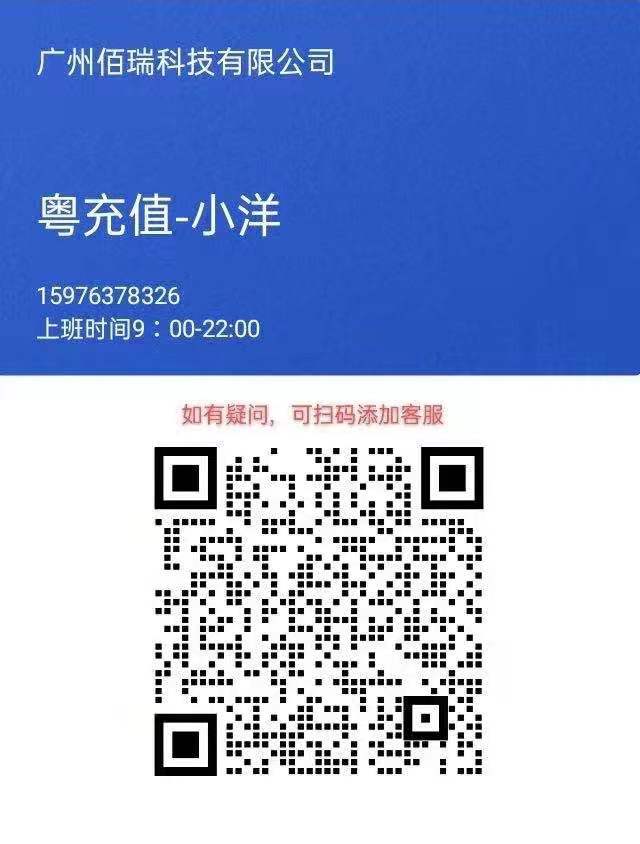 广州佰瑞科技有限公司
粤充值-小洋
15976378326
上班时间9：00-22:00
如有疑问，可扫码添加客服